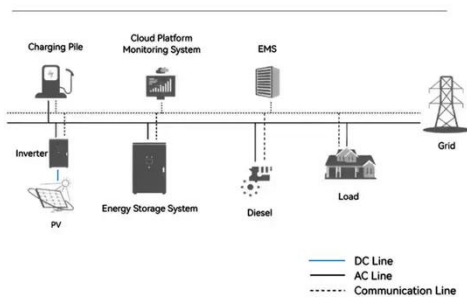 Charging Pile
Cloud Platform
Monitoring System
EMS
Grid
Inverter
PV
Energy Storage System
Diesel
Load
DC Line
AC Line
Communication Line